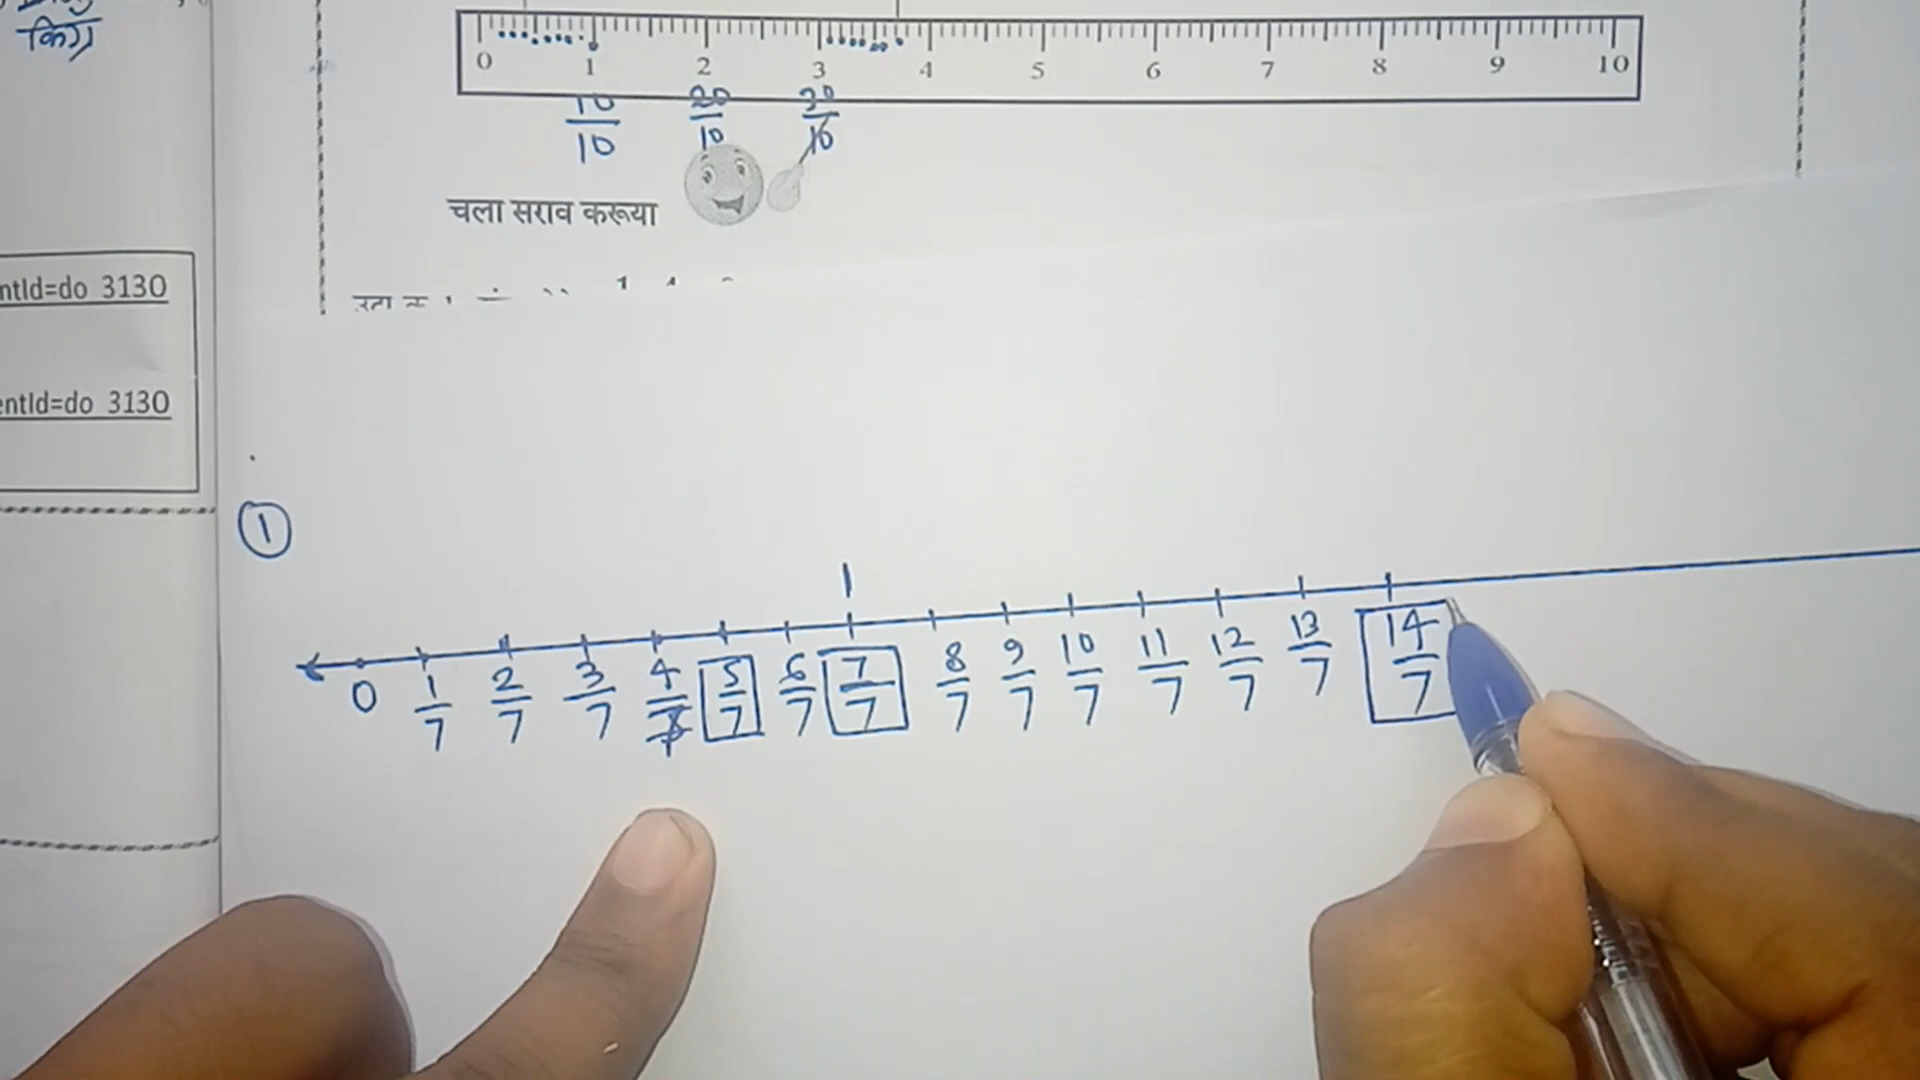 किग्रा
0 1 2 3 4 5 6 7 8 9 10
10/10 20/10 30/10
चला सराव करूया
ntId=do 3130
entId=do 3130
1
1
0 1/7 2/7 3/7 4/7 5/7 6/7 7/7 8/7 9/7 10/7 11/7 12/7 13/7 14/7